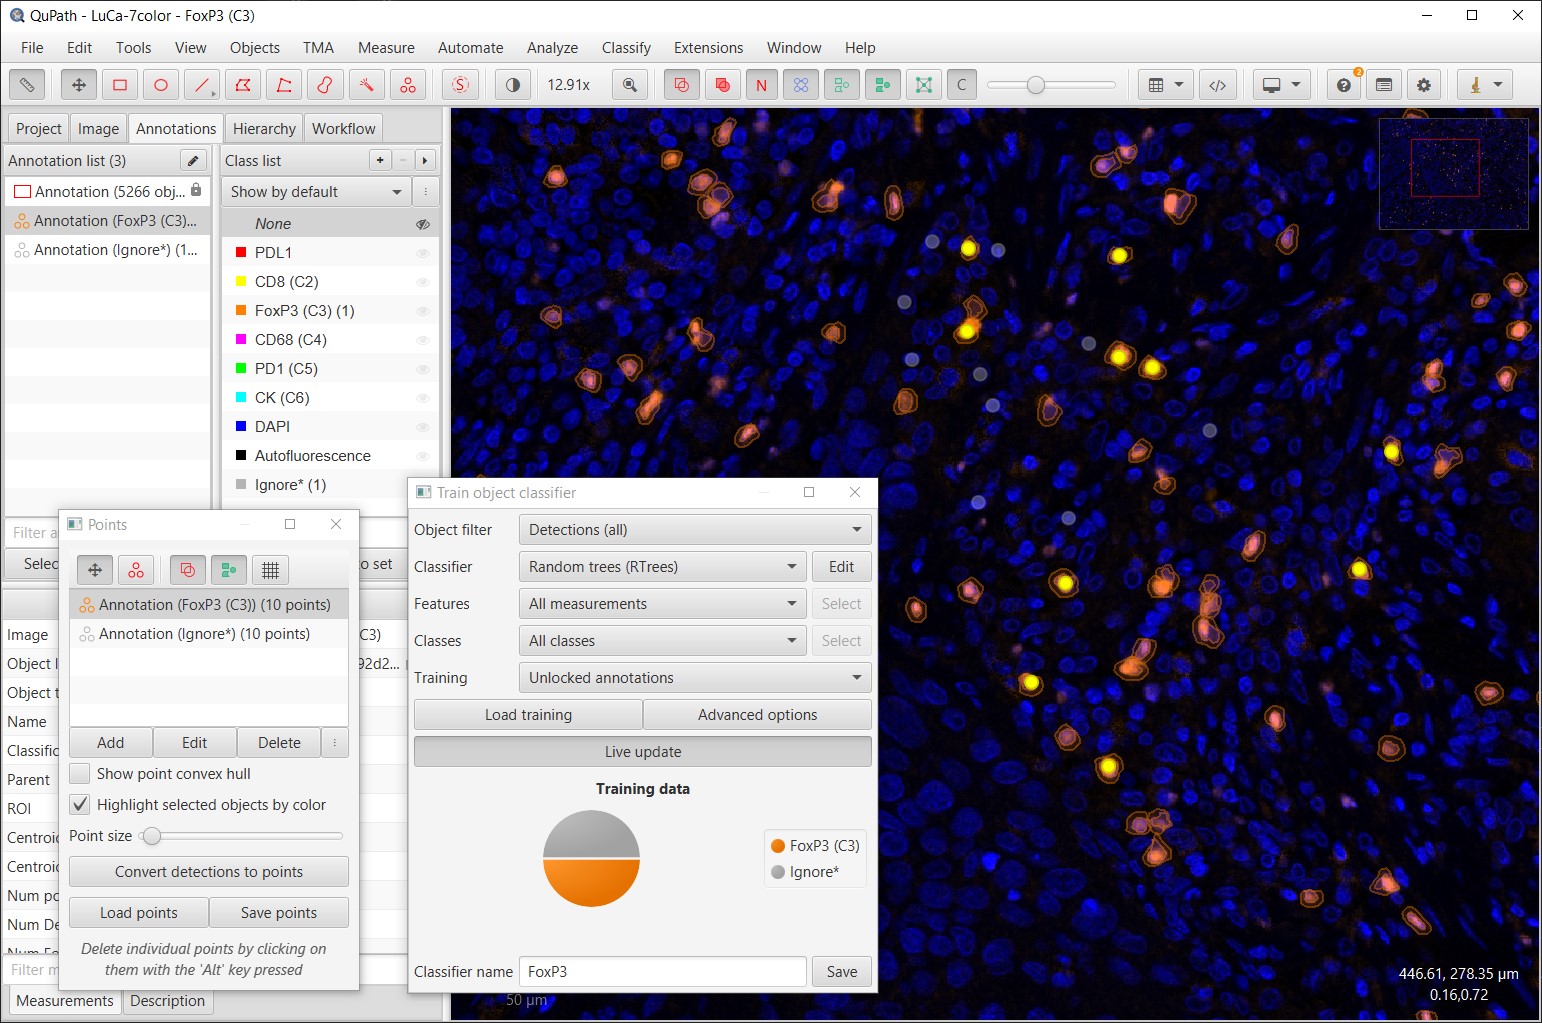 QuPath - LuCa-7color - FoxP3 (C3)
File Edit Tools View Objects TMA Measure Automate Analyze Classify Extensions Window Help
S 12.91x N C 2
Project Image Annotations Hierarchy Workflow
Annotation list (3)
Annotation (5266 obj...
Annotation (FoxP3 (C3)...
Annotation (Ignore*) (1...
Class list
Show by default
None
PDL1
CD8 (C2)
FoxP3 (C3) (1)
CD68 (C4)
PD1 (C5)
CK (C6)
DAPI
Autofluorescence
Ignore* (1)
Filter a
Selec
o set
Image
C3)
Object I
92d2...
Object t
Name
Classific
Parent
ROI
Centroi
Centroi
Num po
Num De
Filter m
Measurements Description
Points
Annotation (FoxP3 (C3)) (10 points)
Annotation (Ignore*) (10 points)
Add Edit Delete
Show point convex hull
Highlight selected objects by color
Point size
Convert detections to points
Load points Save points
Delete individual points by clicking on
them with the 'Alt' key pressed
Train object classifier
Object filter Detections (all)
Classifier Random trees (RTrees) Edit
Features All measurements Select
Classes All classes Select
Training Unlocked annotations
Load training Advanced options
Live update
Training data
FoxP3 (C3)
Ignore*
Classifier name FoxP3 Save
50 µm
446.61, 278.35 µm
0.16,0.72